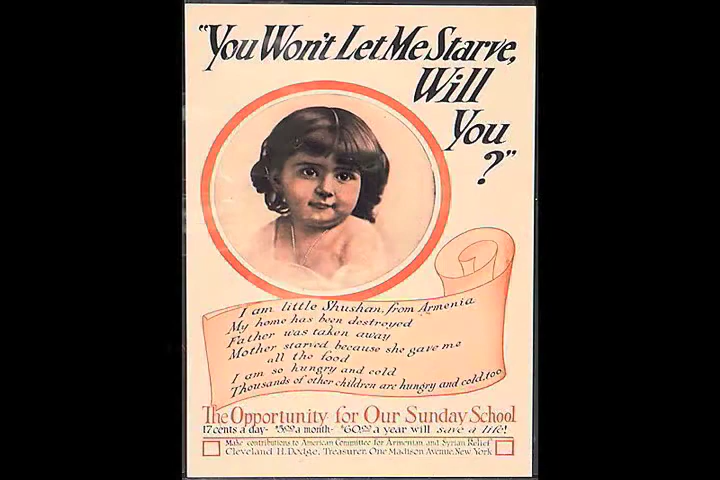 "You Won't Let Me Starve,
Will
You
?"
I am little Shushan, from Armenia
My home has been destroyed
Father was taken away
Mother starved because she gave me
all the food
I am so hungry and cold
Thousands of other children are hungry and cold, too
The Opportunity for Our Sunday School
17 cents a day- $5.00 a month- $60.00 a year will save a life!
Make contributions to American Committee for Armenian and Syrian Relief
Cleveland H. Dodge, Treasurer, One Madison Avenue, New York